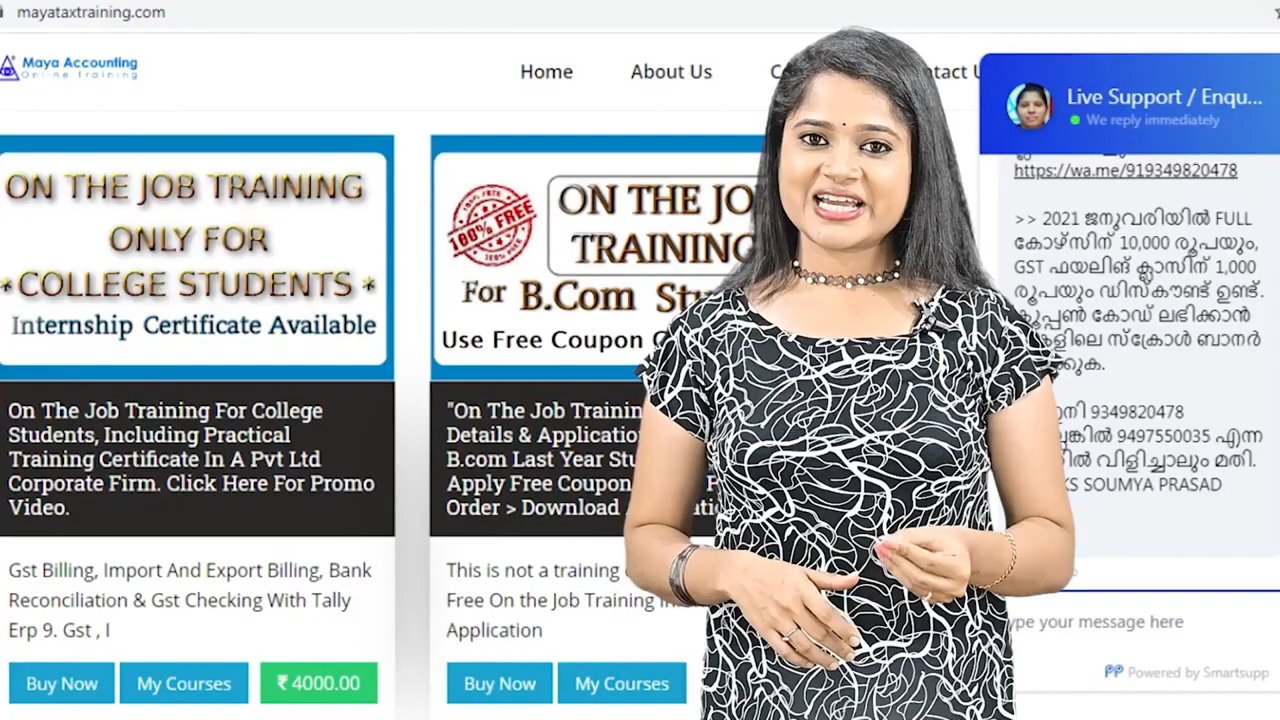 mayataxtraining.com
Maya Accounting
Online Training
Home
About Us
Live Support / Enqu...
We reply immediately
ON THE JOB TRAINING
ONLY FOR
*COLLEGE STUDENTS *
Internship Certificate Available
100% FREE
ON THE JO
TRAINING
For B.Com Stu
Use Free Coupon C
On The Job Training For College
Students, Including Practical
Training Certificate In A Pvt Ltd
Corporate Firm. Click Here For Promo
Video.
"On The Job Trainin
Details & Applicatio
B.com Last Year Stu
Apply Free Coupon
Order > Download
Gst Billing, Import And Export Billing, Bank
Reconciliation & Gst Checking With Tally
Erp 9. Gst , I
This is not a training
Free On the Job Training
Application
Buy Now
My Courses
₹ 4000.00
Buy Now
My Courses
https://wa.me/919349820478
>> 2021 ജനുവരിയിൽ FULL
കോഴ്സിന് 10,000 രൂപയും,
GST ഫയലിങ് ക്ലാസിന് 1,000
രൂപയും ഡിസ്കൗണ്ട് ഉണ്ട്.
കൂപ്പൺ കോഡ് ലഭിക്കാൻ
സ്ക്രോൾ ബാനർ
9349820478
9497550035 എന്ന
വിളിച്ചാലും മതി.
SOUMYA PRASAD
ype your message here
Powered by Smartsupp